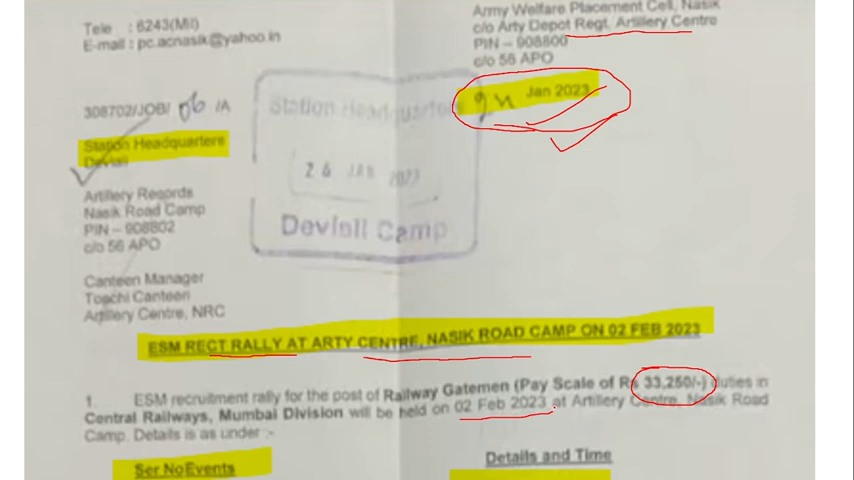 Army Welfare Placement Cell, Nasik
c/o Arty Depot Regt, Artillery Centre
PIN – 908800
c/o 56 APO
Tele : 6243(Mil)
E-mail : pc.acnasik@yahoo.in
Jan 2023
308702/JOB/ 06 /A
Station Headquarters
Devlali
Station Headquarters
26 JAN 2023
Devlali Camp
Artillery Records
Nasik Road Camp
PIN – 908802
c/o 56 APO
Canteen Manager
Topchi Canteen
Artillery Centre, NRC
ESM RECT RALLY AT ARTY CENTRE, NASIK ROAD CAMP ON 02 FEB 2023
1. ESM recruitment rally for the post of Railway Gatemen (Pay Scale of Rs 33,250/-) duties in
Central Railways, Mumbai Division will be held on 02 Feb 2023 at Artillery Centre, Nasik Road
Camp. Details is as under :-
Ser No Events
Details and Time